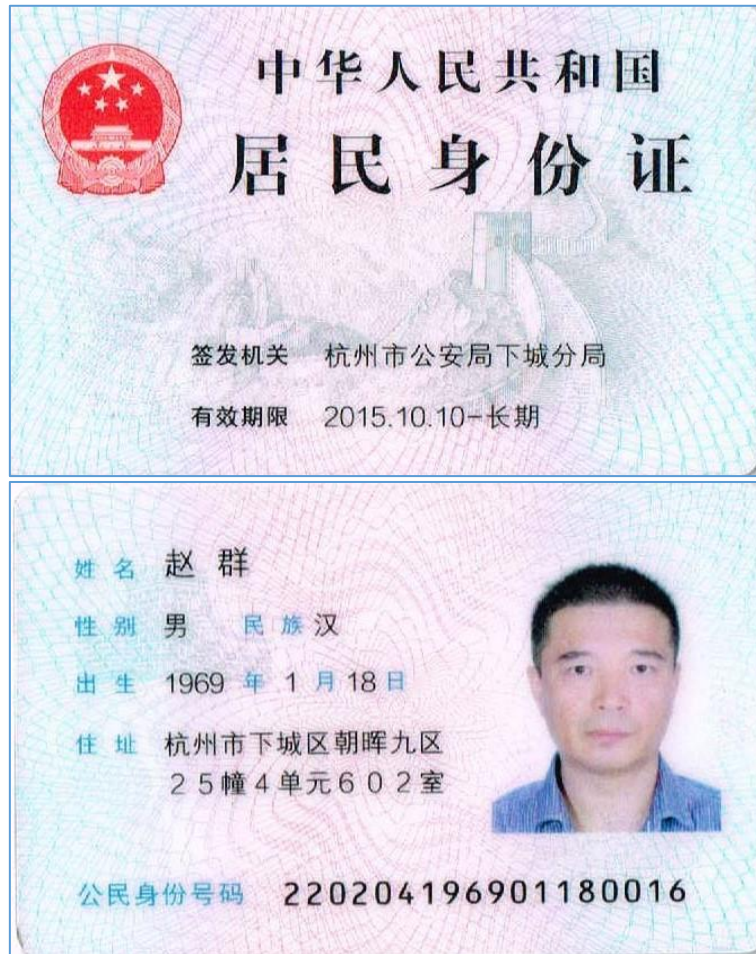 中华人民共和国
居民身份证
签发机关 杭州市公安局下城分局
有效期限 2015.10.10-长期
姓名 赵群
性别 男 民族 汉
出生 1969 年 1 月 18 日
住址 杭州市下城区朝晖九区
25幢4单元602室
公民身份号码 220204196901180016